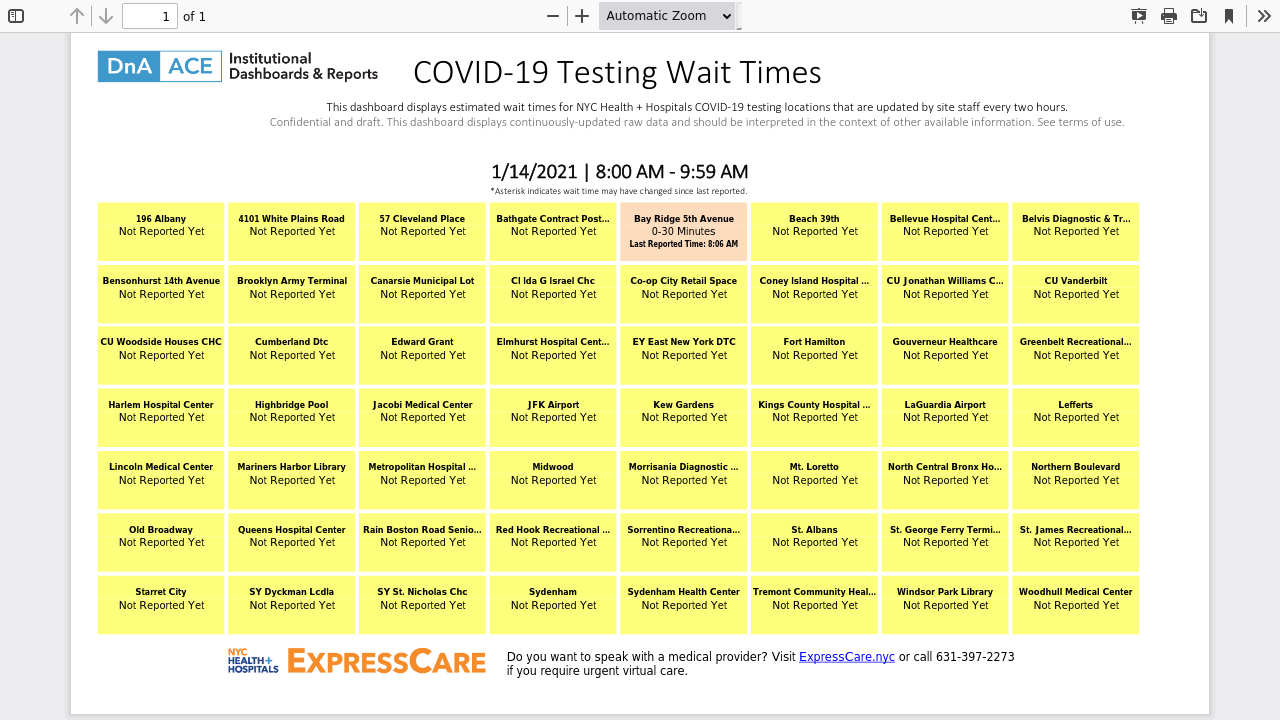 1 of 1 Automatic Zoom
DnA ACE Institutional
Dashboards & Reports
COVID-19 Testing Wait Times
This dashboard displays estimated wait times for NYC Health + Hospitals COVID-19 testing locations that are updated by site staff every two hours.
Confidential and draft. This dashboard displays continuously-updated raw data and should be interpreted in the context of other available information. See terms of use.
1/14/2021 | 8:00 AM - 9:59 AM
*Asterisk indicates wait time may have changed since last reported.
196 Albany 4101 White Plains Road 57 Cleveland Place Bathgate Contract Post... Bay Ridge 5th Avenue Beach 39th Bellevue Hospital Cent... Belvis Diagnostic & Tr...
Not Reported Yet Not Reported Yet Not Reported Yet Not Reported Yet 0-30 Minutes Not Reported Yet Not Reported Yet Not Reported Yet
Last Reported Time: 8:06 AM
Bensonhurst 14th Avenue Brooklyn Army Terminal Canarsie Municipal Lot CI Ida G Israel Chc Co-op City Retail Space Coney Island Hospital ... CU Jonathan Williams C... CU Vanderbilt
Not Reported Yet Not Reported Yet Not Reported Yet Not Reported Yet Not Reported Yet Not Reported Yet Not Reported Yet Not Reported Yet
CU Woodside Houses CHC Cumberland Dtc Edward Grant Elmhurst Hospital Cent... EY East New York DTC Fort Hamilton Gouverneur Healthcare Greenbelt Recreational...
Not Reported Yet Not Reported Yet Not Reported Yet Not Reported Yet Not Reported Yet Not Reported Yet Not Reported Yet Not Reported Yet
Harlem Hospital Center Highbridge Pool Jacobi Medical Center JFK Airport Kew Gardens Kings County Hospital ... LaGuardia Airport Lefferts
Not Reported Yet Not Reported Yet Not Reported Yet Not Reported Yet Not Reported Yet Not Reported Yet Not Reported Yet Not Reported Yet
Lincoln Medical Center Mariners Harbor Library Metropolitan Hospital ... Midwood Morrisania Diagnostic ... Mt. Loretto North Central Bronx Ho... Northern Boulevard
Not Reported Yet Not Reported Yet Not Reported Yet Not Reported Yet Not Reported Yet Not Reported Yet Not Reported Yet Not Reported Yet
Old Broadway Queens Hospital Center Rain Boston Road Senio... Red Hook Recreational ... Sorrentino Recreationa... St. Albans St. George Ferry Termi... St. James Recreational...
Not Reported Yet Not Reported Yet Not Reported Yet Not Reported Yet Not Reported Yet Not Reported Yet Not Reported Yet Not Reported Yet
Starret City SY Dyckman Lcdla SY St. Nicholas Chc Sydenham Sydenham Health Center Tremont Community Heal... Windsor Park Library Woodhull Medical Center
Not Reported Yet Not Reported Yet Not Reported Yet Not Reported Yet Not Reported Yet Not Reported Yet Not Reported Yet Not Reported Yet
NYC
HEALTH+
HOSPITALS
EXPRESSCARE
Do you want to speak with a medical provider? Visit ExpressCare.nyc or call 631-397-2273
if you require urgent virtual care.